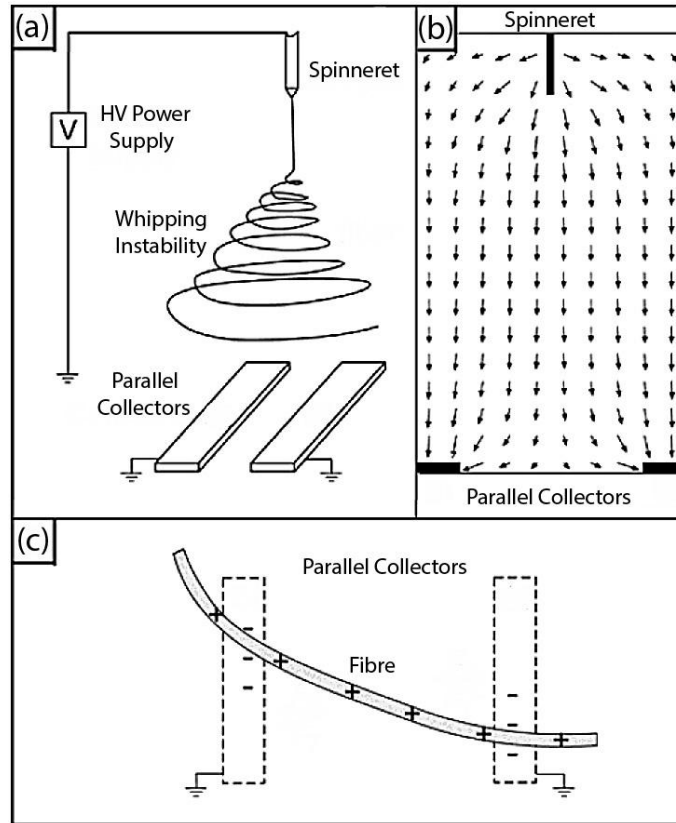 (a)
Spinneret
HV Power
Supply
V
Whipping
Instability
Parallel
Collectors
(b)
Spinneret
Parallel Collectors
(c)
Parallel Collectors
Fibre
+
-
-
-
+
+
+
+
+
-
-
-